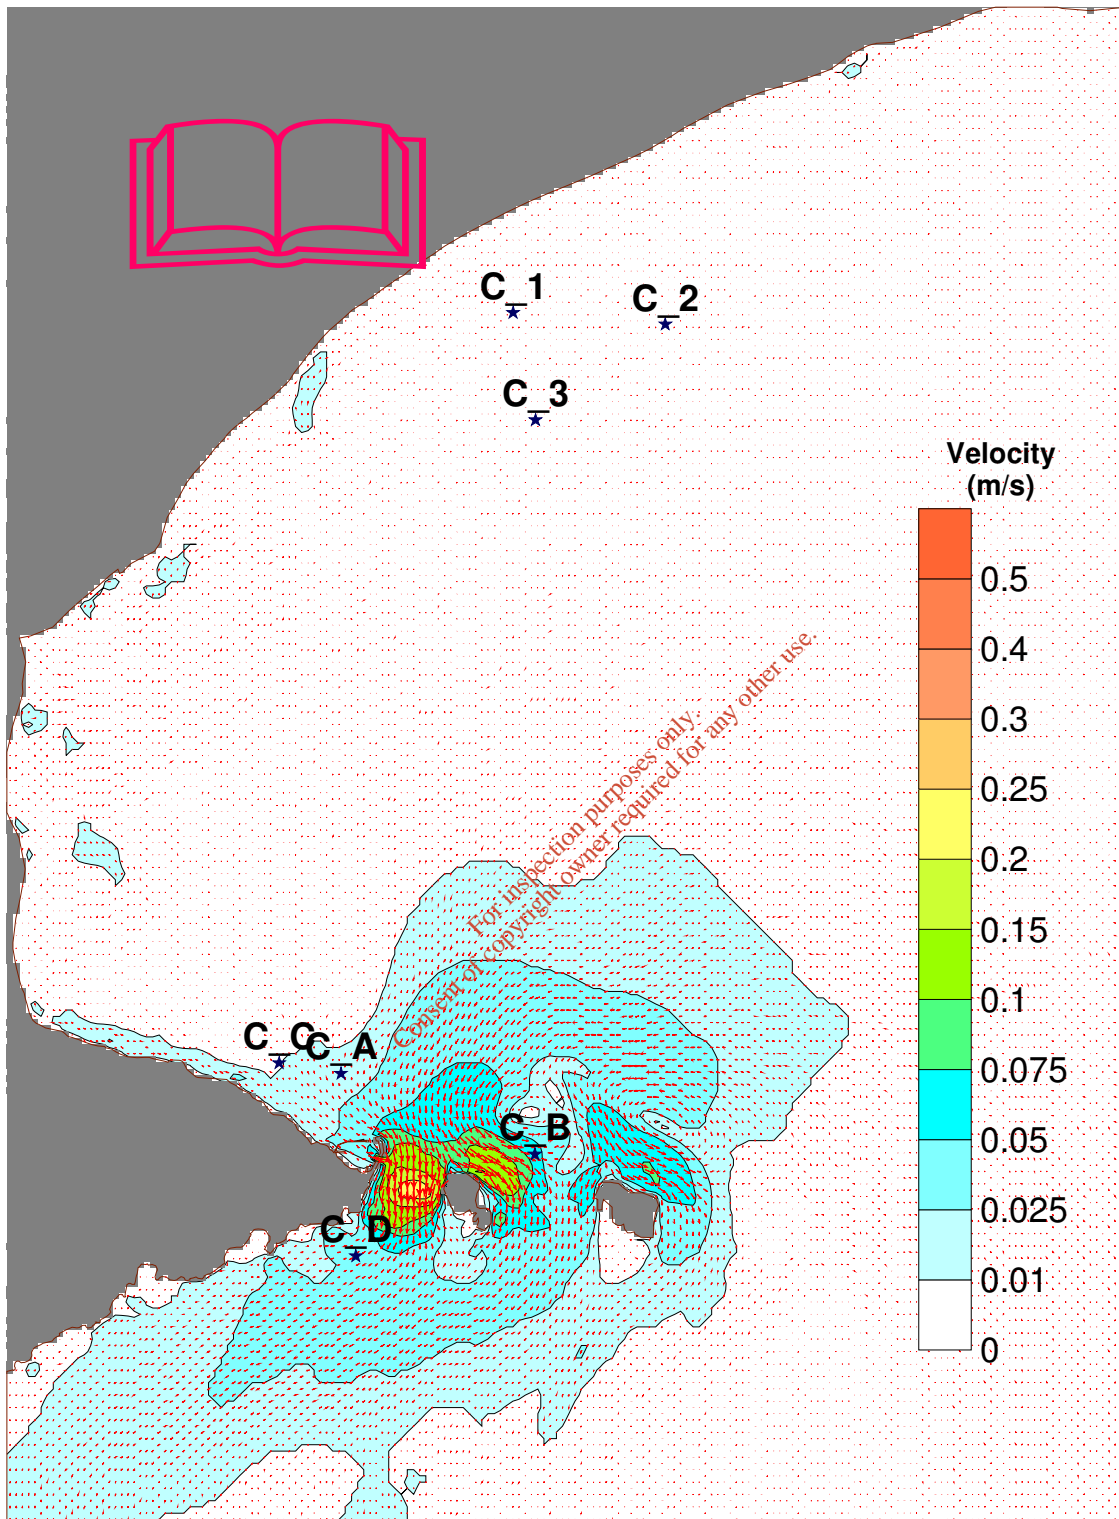 C_1
C_2
C_3
Velocity
(m/s)
0.5
0.4
0.3
0.25
0.2
0.15
0.1
0.075
0.05
0.025
0.01
0
For inspection purposes only.
Consent of copyright owner required for any other use.
C_C
C_A
C_B
C_D